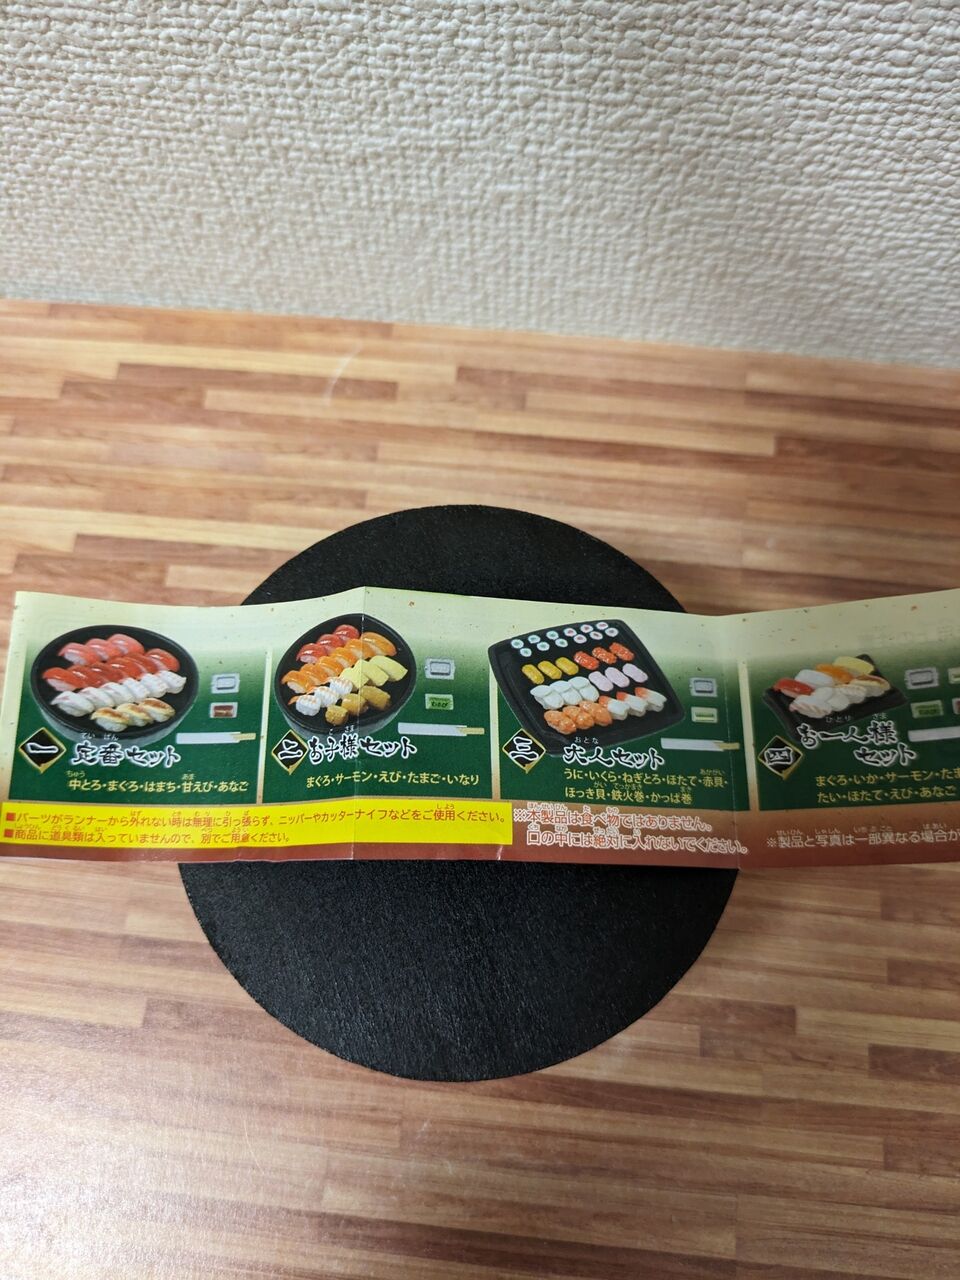 一 定番セット
中とろ・まぐろ・はまち・甘えび・あなご
二 お子様セット
まぐろ・サーモン・えび・たまご・いなり
三 大人セット
うに・いくら・ねぎとろ・ほたて・赤貝・
ほっき貝・鉄火巻・かっぱ巻
四 お一人様
セット
まぐろ・いか・サーモン・たま
たい・ほたて・えび・あなご
■パーツがランナーから外れない時は無理に引っ張らず、ニッパーやカッターナイフなどをご使用ください。
■商品に道具類は入っていませんので、別でご用意ください。
※本製品は食べ物ではありません。
口の中には絶対に入れないでください。
※製品と写真は一部異なる場合が